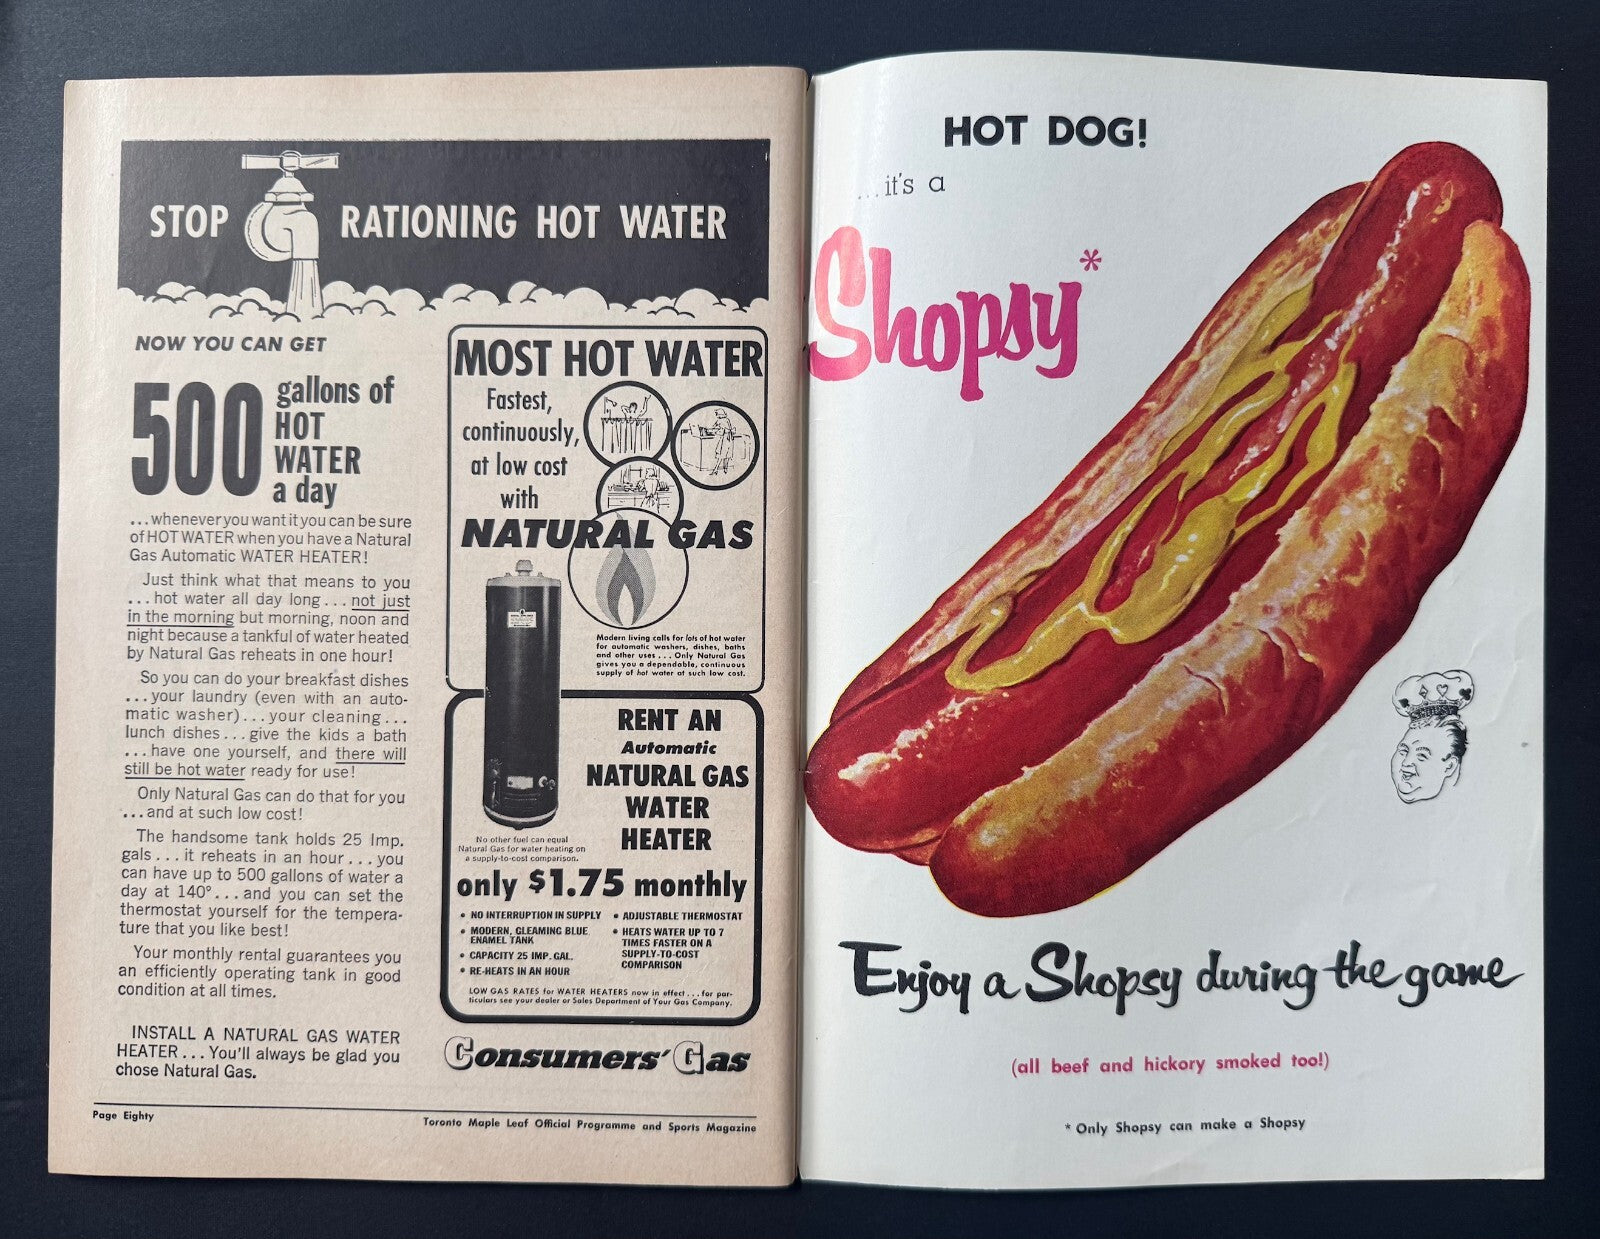 STOP RATIONING HOT WATER
NOW YOU CAN GET
500
gallons of
HOT
WATER
a day
...whenever you want it you can be sure
of HOT WATER when you have a Natural
Gas Automatic WATER HEATER!
Just think what that means to you
...hot water all day long...not just
in the morning but morning, noon and
night because a tankful of water heated
by Natural Gas reheats in one hour!
So you can do your breakfast dishes
...your laundry (even with an auto-
matic washer)...your cleaning...
lunch dishes...give the kids a bath
...have one yourself, and there will
still be hot water ready for use!
Only Natural Gas can do that for you
...and at such low cost!
The handsome tank holds 25 Imp.
gals...it reheats in an hour...you
can have up to 500 gallons of water a
day at 140°...and you can set the
thermostat yourself for the tempera-
ture that you like best!
Your monthly rental guarantees you
an efficiently operating tank in good
condition at all times.
INSTALL A NATURAL GAS WATER
HEATER...You'll always be glad you
chose Natural Gas.
MOST HOT WATER
Fastest,
continuously,
at low cost
with
NATURAL GAS
Modern living calls for lots of hot water
for automatic washers, dishes, baths
and other uses...Only Natural Gas
gives you a dependable, continuous
supply of hot water at such low cost.
No other fuel can equal
Natural Gas for water heating on
a supply-to-cost comparison.
RENT AN
Automatic
NATURAL GAS
WATER
HEATER
only $1.75 monthly
• NO INTERRUPTION IN SUPPLY
• MODERN, GLEAMING BLUE
ENAMEL TANK
• CAPACITY 25 IMP. GAL.
• RE-HEATS IN AN HOUR
• ADJUSTABLE THERMOSTAT
• HEATS WATER UP TO 7
TIMES FASTER ON A
SUPPLY-TO-COST
COMPARISON
LOW GAS RATES for WATER HEATERS now in effect...for par-
ticulars see your dealer or Sales Department of Your Gas Company.
Consumers' Gas
Page Eighty
Toronto Maple Leaf Official Programme and Sports Magazine
HOT DOG!
...it's a
Shopsy*
SHOPSY
Enjoy a Shopsy during the game
(all beef and hickory smoked too!)
* Only Shopsy can make a Shopsy